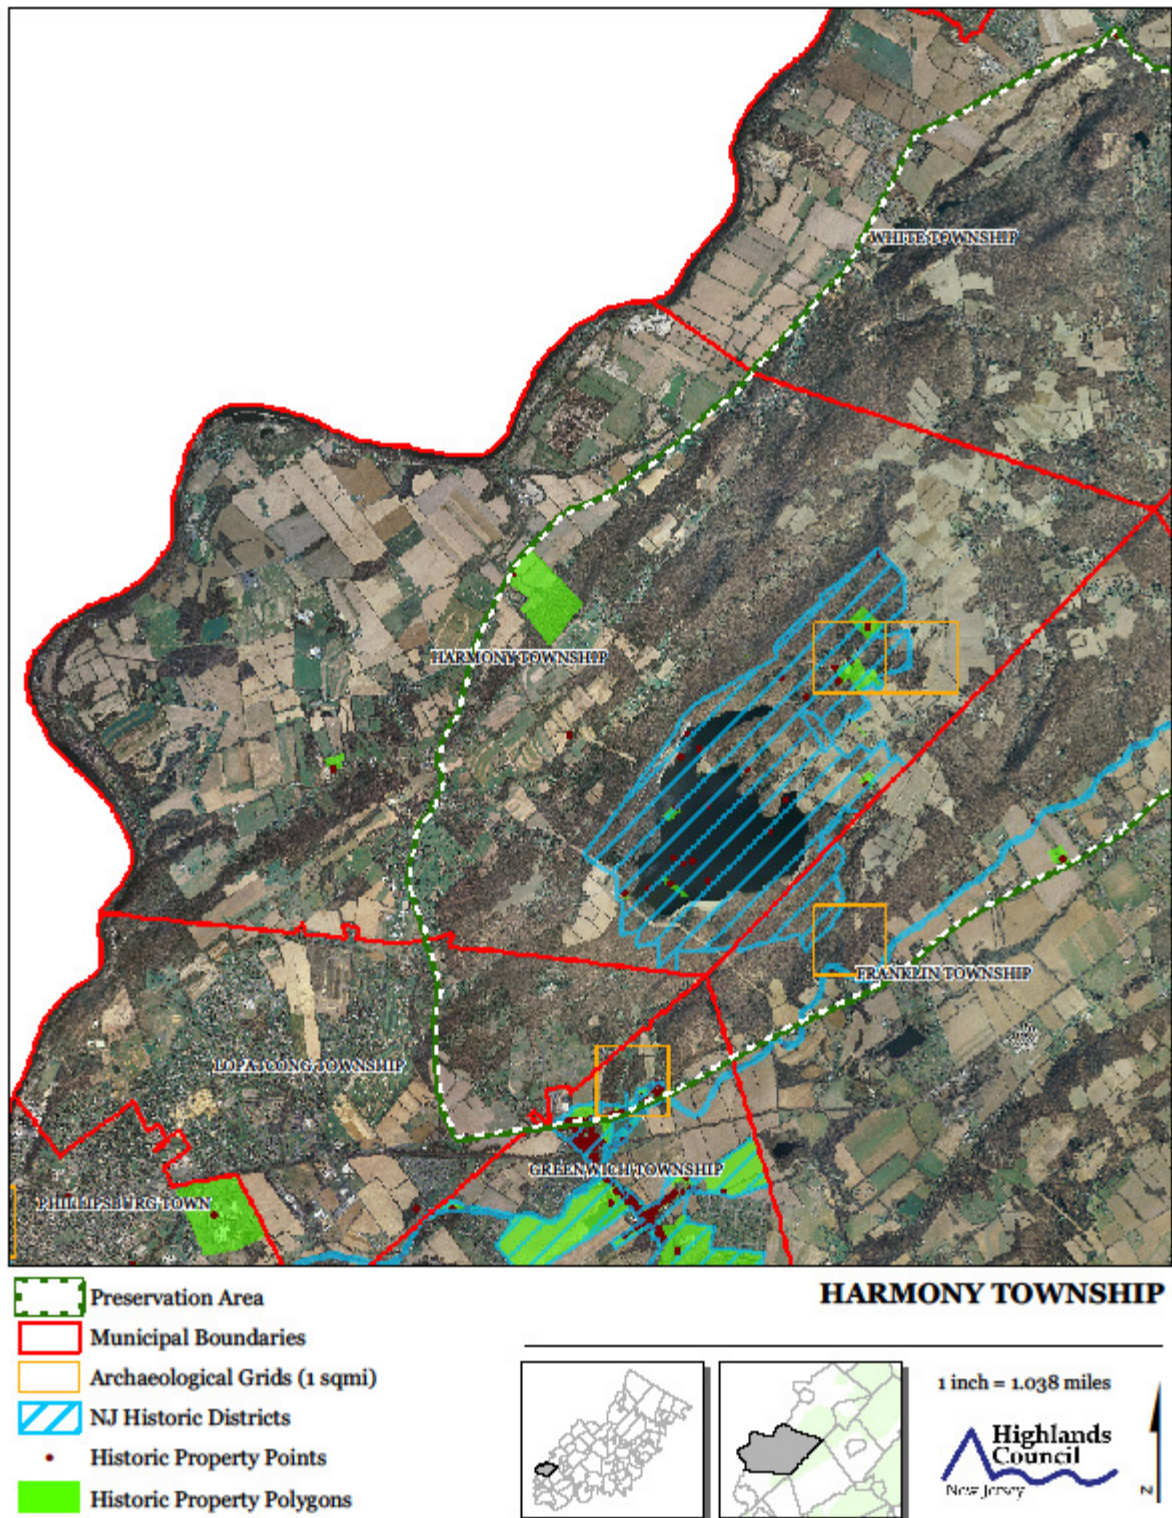 WHITE TOWNSHIP
HARMONY TOWNSHIP
FRANKLIN TOWNSHIP
LOPATCONG TOWNSHIP
GREENWICH TOWNSHIP
PHILLIPSBURG TOWN
HARMONY TOWNSHIP
Preservation Area
Municipal Boundaries
Archaeological Grids (1 sqmi)
NJ Historic Districts
Historic Property Points
Historic Property Polygons
1 inch = 1.038 miles
Highlands
Council
New Jersey
N